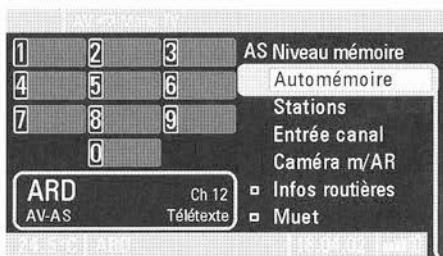 1 2 3 AS Niveau mémoire
4 5 6 Automémoire
7 8 9 Stations
0 Entrée canal
Caméra m/AR
ARD Ch 12 Infos routières
AV-AS Télétexte Muet